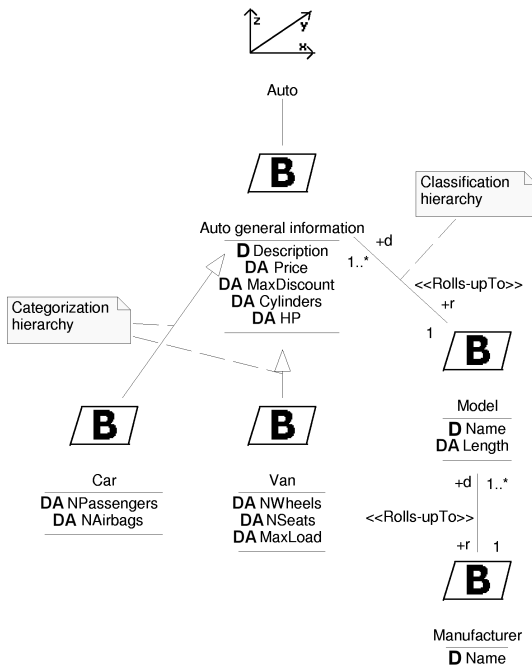 z
y
x
Auto
B
Classification
hierarchy
Auto general information
D Description
DA Price
DA MaxDiscount
DA Cylinders
DA HP
+d
1..*
<<Rolls-upTo>>
+r
1
Categorization
hierarchy
B
B
B
Car
DA NPassengers
DA NAirbags
Van
DA NWheels
DA NSeats
DA MaxLoad
Model
D Name
DA Length
+d 1..*
<<Rolls-upTo>>
+r 1
B
Manufacturer
D Name